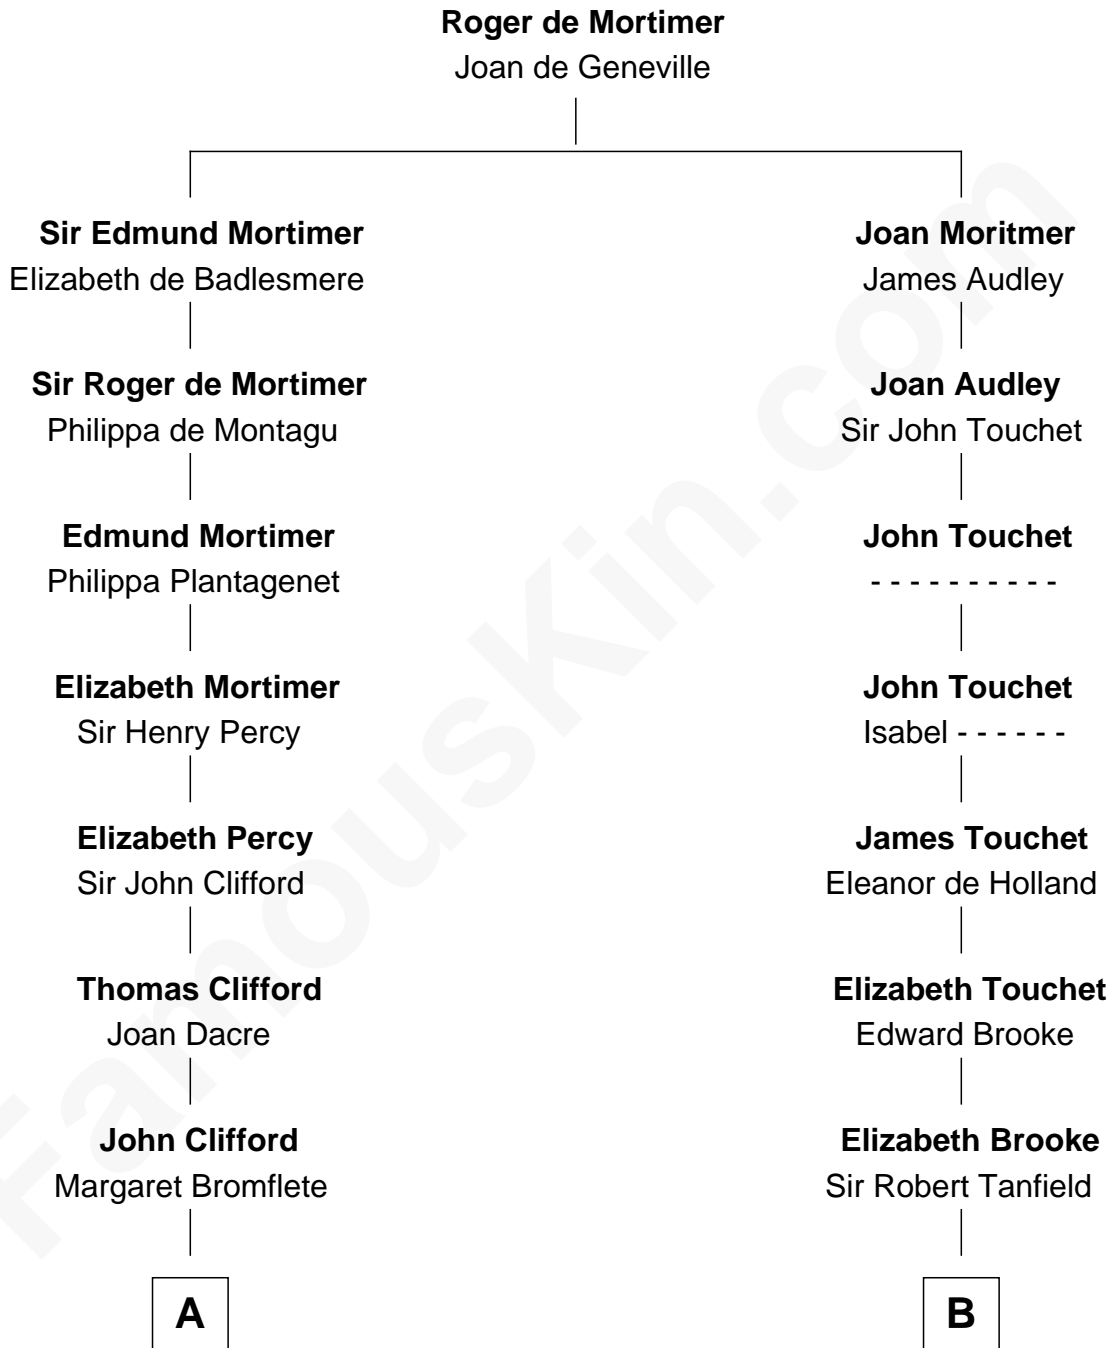 Roger de Mortimer
Joan de Geneville
Sir Edmund Mortimer
Elizabeth de Badlesmere
Joan Moritmer
James Audley
Sir Roger de Mortimer
Philippa de Montagu
Joan Audley
Sir John Touchet
Edmund Mortimer
Philippa Plantagenet
John Touchet
- - - - - - - - - -
Elizabeth Mortimer
Sir Henry Percy
John Touchet
Isabel - - - - - -
Elizabeth Percy
Sir John Clifford
James Touchet
Eleanor de Holland
Thomas Clifford
Joan Dacre
Elizabeth Touchet
Edward Brooke
John Clifford
Margaret Bromflete
Elizabeth Brooke
Sir Robert Tanfield
A
B
FamousKin.com